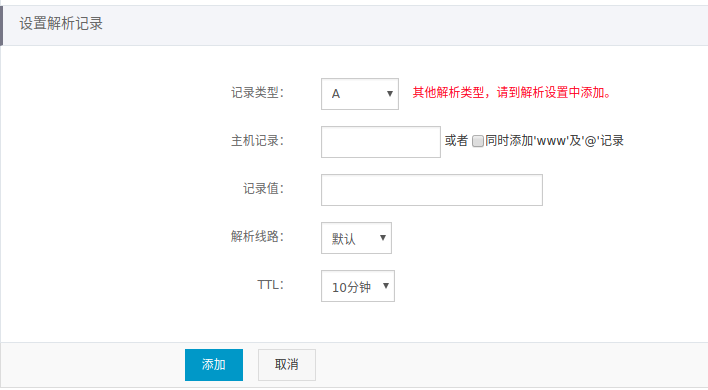 设置解析记录
记录类型： A 其他解析类型，请到解析设置中添加。
主机记录： 或者 同时添加'www'及'@'记录
记录值：
解析线路： 默认
TTL： 10分钟
添加 取消